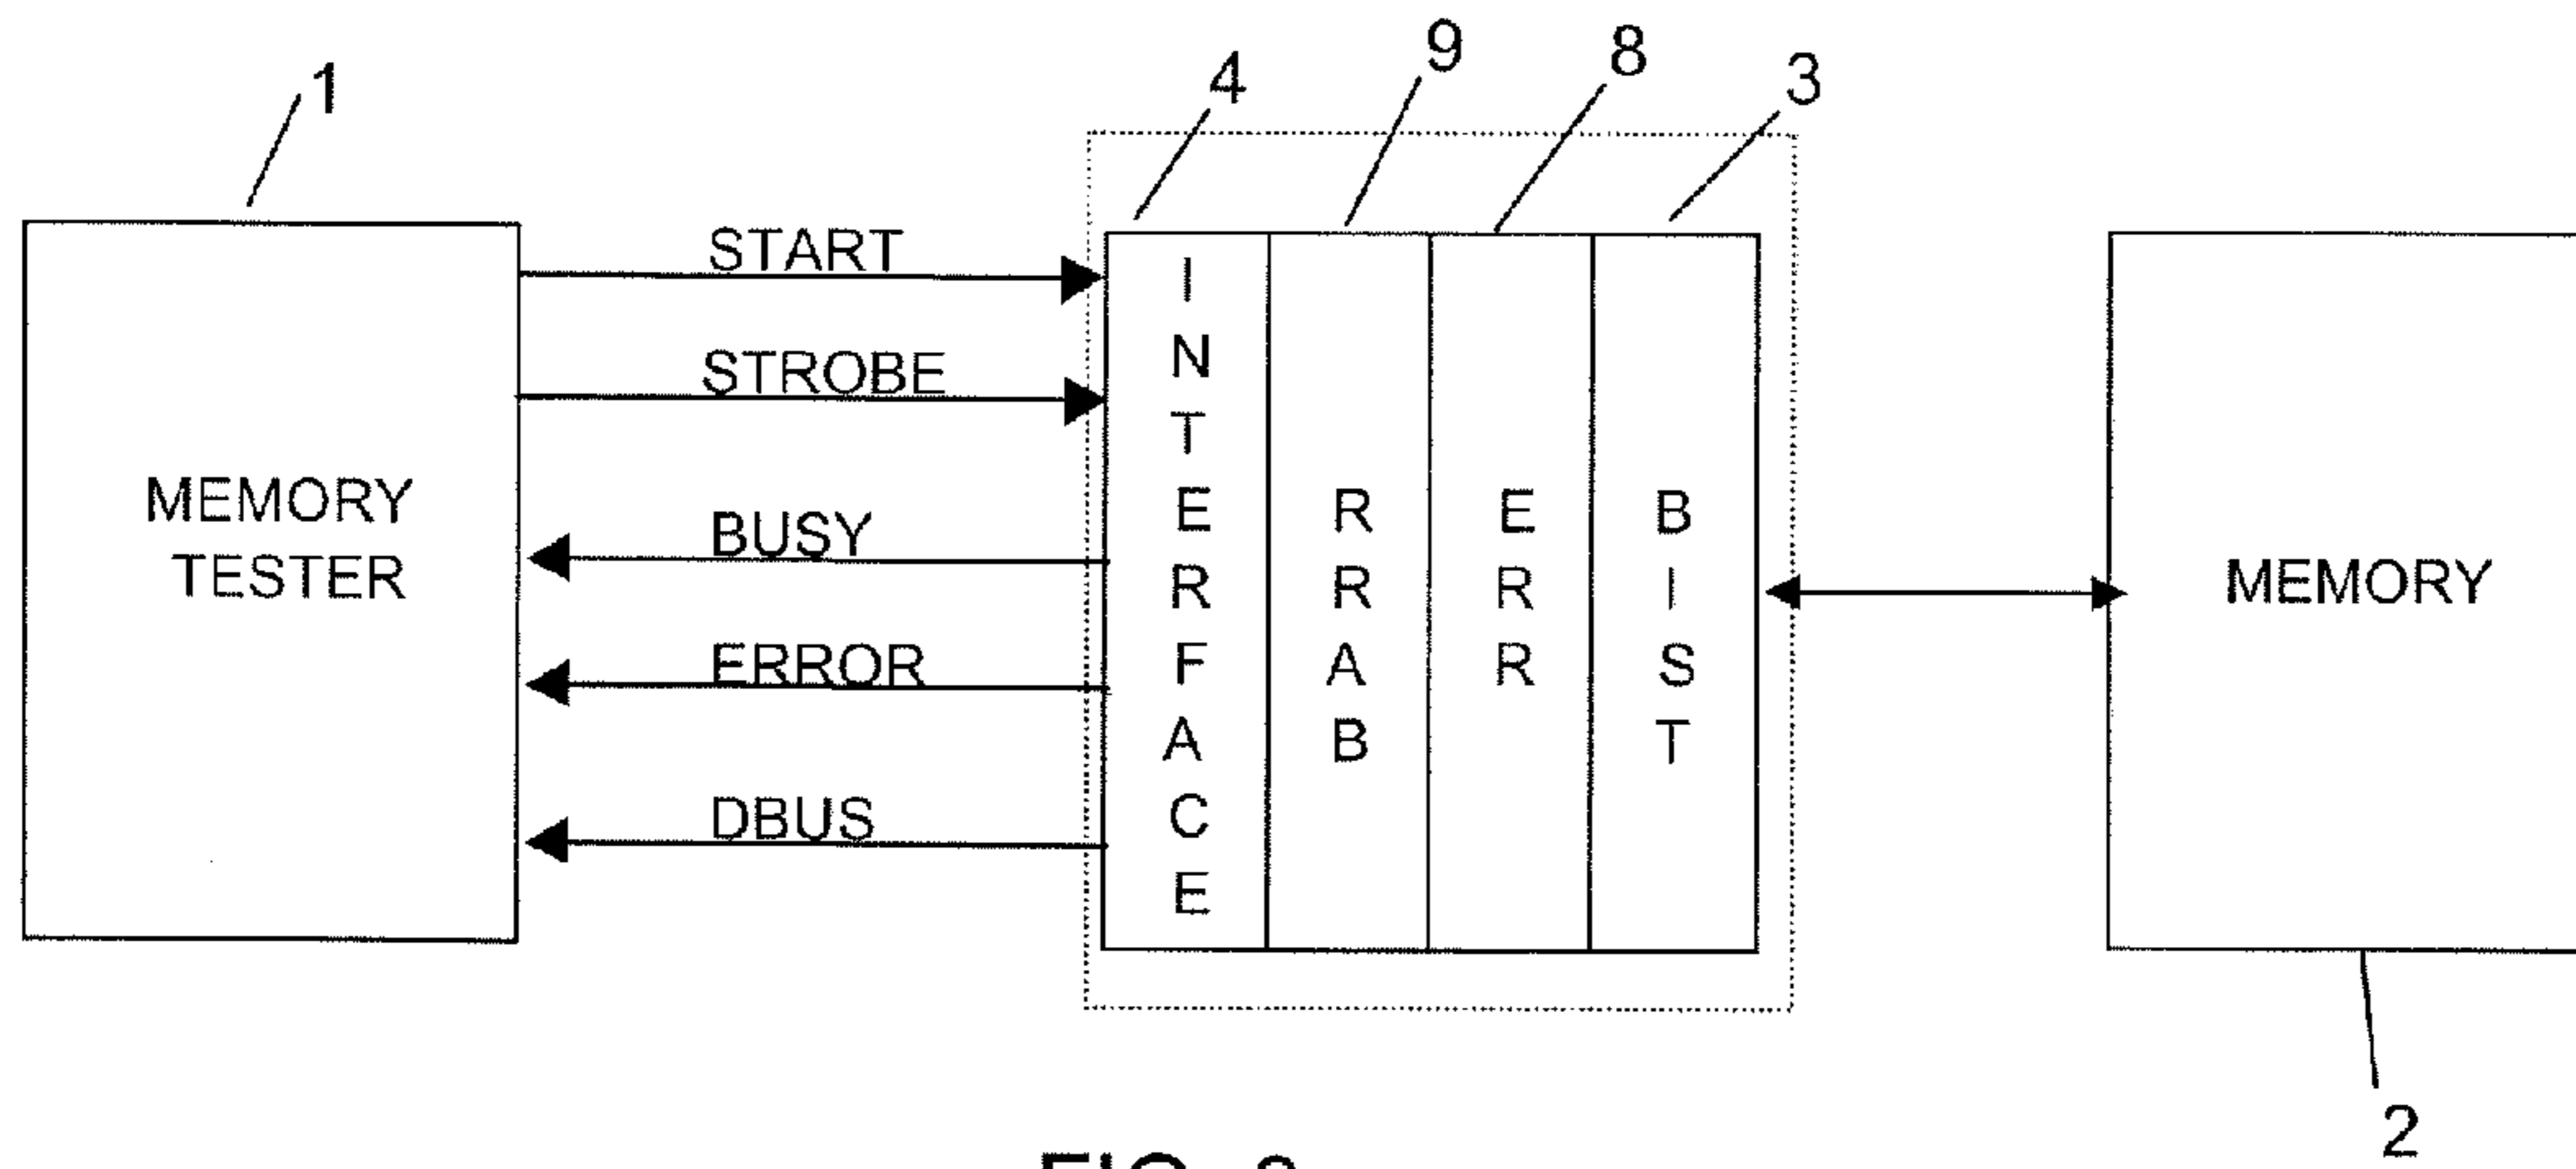 1
4
9
8
3
START
STROBE
BUSY
ERROR
DBUS
MEMORY
TESTER
INTERFACE
RRAB
ERR
BIST
MEMORY
2